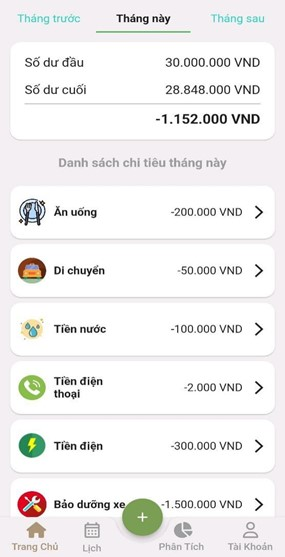 Tháng trước Tháng này Tháng sau
Số dư đầu 30.000.000 VND
Số dư cuối 28.848.000 VND
-1.152.000 VND
Danh sách chi tiêu tháng này
Ăn uống -200.000 VND
Di chuyển -50.000 VND
Tiền nước -100.000 VND
Tiền điện
thoại -2.000 VND
Tiền điện -300.000 VND
Bảo dưỡng xe -1.500.000 VND
Trang Chủ Lịch Phân Tích Tài Khoản